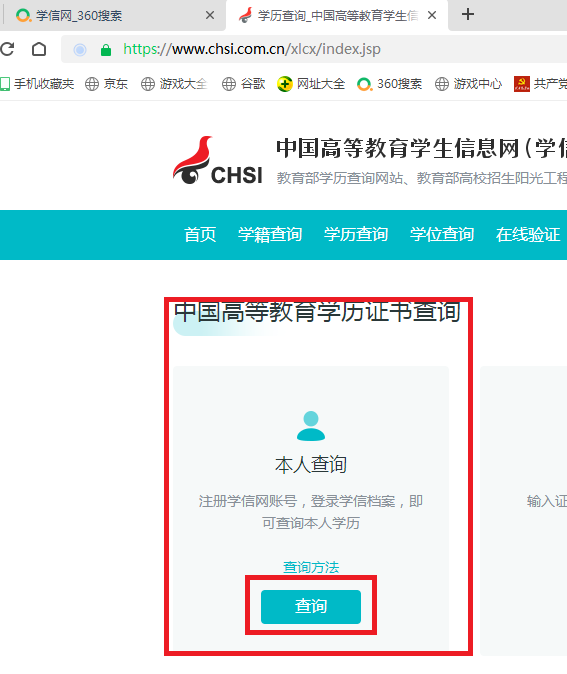 学信网_360搜索
学历查询_中国高等教育学生信
https://www.chsi.com.cn/xlcx/index.jsp
手机收藏夹 京东 游戏大全 谷歌 网址大全 360搜索 游戏中心 共产党
CHSI
中国高等教育学生信息网(学信
教育部学历查询网站、教育部高校招生阳光工程
首页 学籍查询 学历查询 学位查询 在线验证
中国高等教育学历证书查询
本人查询
注册学信网账号，登录学信档案，即
可查询本人学历
输入证
查询方法
查询